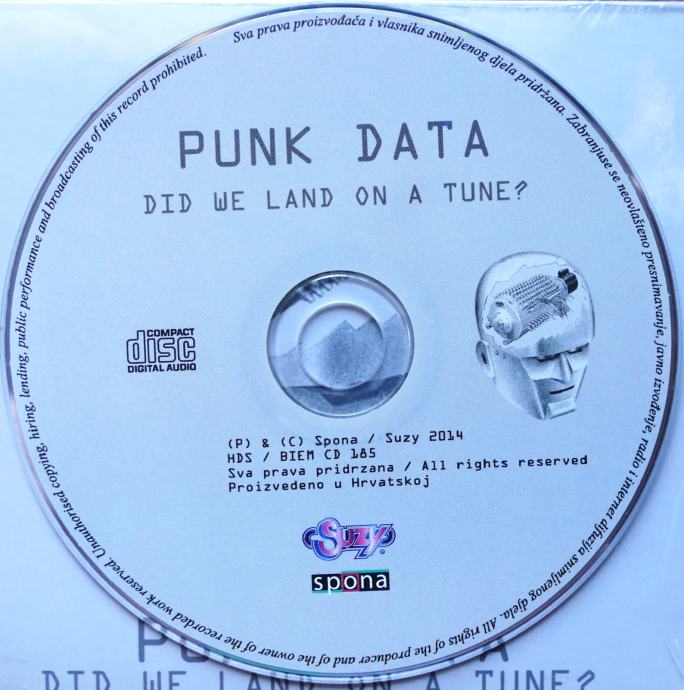 Sva prava proizvođača i vlasnika snimljenog djela pridržana. Zabranjuse se neovlašteno presnimavanje, javno izvođenje, radio i internet difuzija snimljenog djela. All rights of the producer and of the owner of the recorded work reserved. Unauthorised copying, hiring, lending, public performance and broadcasting of this record prohibited.
PUNK DATA
DID WE LAND ON A TUNE?
COMPACT
disc
DIGITAL AUDIO
(P) & (C) Spona / Suzy 2014
HDS / BIEM CD 185
Sva prava pridrzana / All rights reserved
Proizvedeno u Hrvatskoj
Suzy
spona
DID WE LAND ON A TUNE?